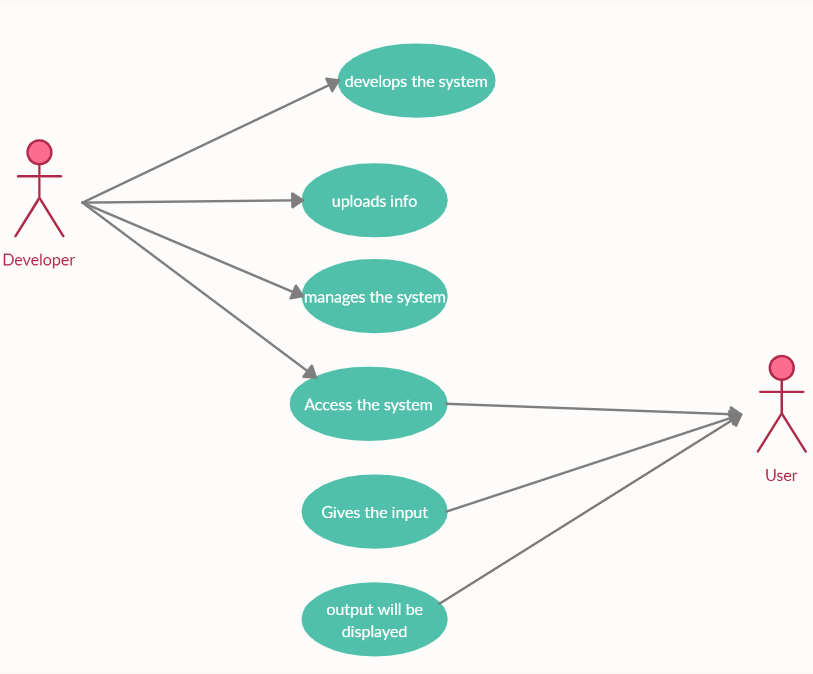 develops the system
uploads info
Developer
manages the system
Access the system
User
Gives the input
output will be
displayed